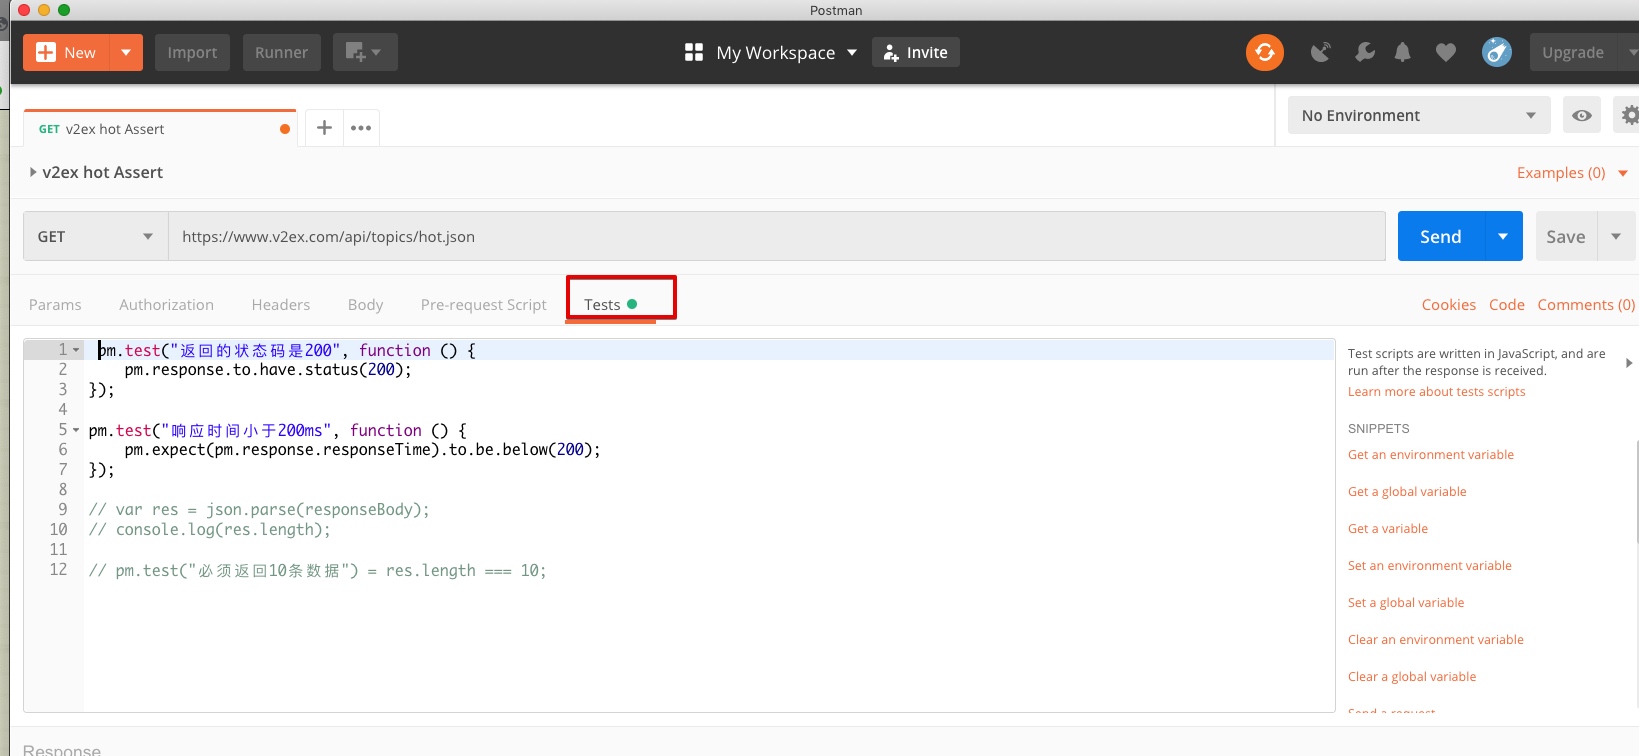 Postman
New
Import
Runner
My Workspace
Invite
Upgrade
GET v2ex hot Assert
No Environment
v2ex hot Assert
Examples (0)
GET
https://www.v2ex.com/api/topics/hot.json
Send
Save
Params
Authorization
Headers
Body
Pre-request Script
Tests
Cookies
Code
Comments (0)
1 pm.test("返回的状态码是200", function () {
2 pm.response.to.have.status(200);
3 });
4
5 pm.test("响应时间小于200ms", function () {
6 pm.expect(pm.response.responseTime).to.be.below(200);
7 });
8
9 // var res = json.parse(responseBody);
10 // console.log(res.length);
11
12 // pm.test("必须返回10条数据") = res.length === 10;
Test scripts are written in JavaScript, and are
run after the response is received.
Learn more about tests scripts
SNIPPETS
Get an environment variable
Get a global variable
Get a variable
Set an environment variable
Set a global variable
Clear an environment variable
Clear a global variable
Send a request
Response